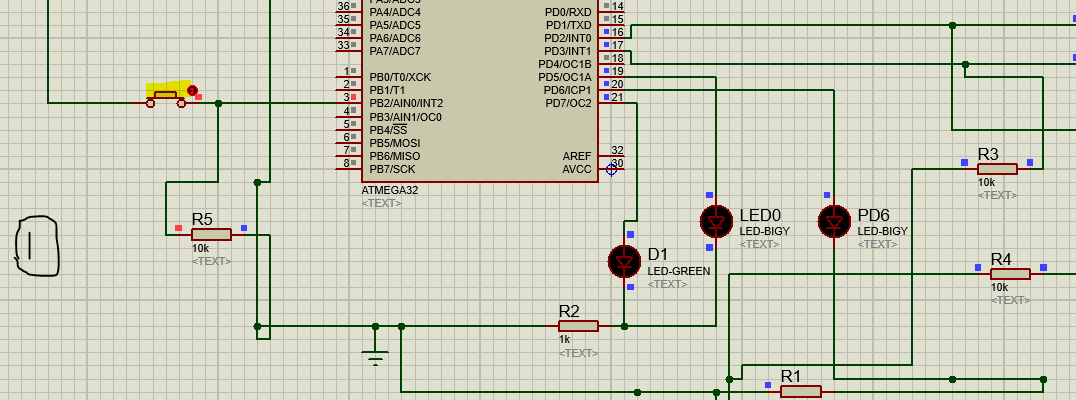 36 PA4/ADC4
35 PA5/ADC5
34 PA6/ADC6
33 PA7/ADC7
1 PB0/T0/XCK
2 PB1/T1
3 PB2/AIN0/INT2
4 PB3/AIN1/OC0
5 PB4/SS
6 PB5/MOSI
7 PB6/MISO
8 PB7/SCK
14
PD0/RXD 15
PD1/TXD 16
PD2/INT0 17
PD3/INT1 18
PD4/OC1B 19
PD5/OC1A 20
PD6/ICP1 21
PD7/OC2
AREF 32
AVCC 30
ATMEGA32
<TEXT>
R3
10k
<TEXT>
R5
10k
<TEXT>
LED0
LED-BIGY
<TEXT>
PD6
LED-BIGY
<TEXT>
D1
LED-GREEN
<TEXT>
R4
10k
<TEXT>
R2
1k
<TEXT>
R1